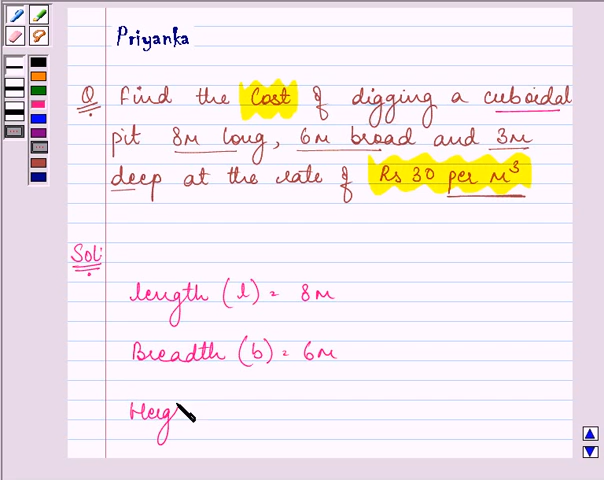 Priyanka
Q Find the Cost of digging a cuboidal
pit 8m long, 6m broad and 3m
deep at the rate of Rs 30 per m³
Sol:
length (l) = 8m
Breadth (b) = 6m
Heig